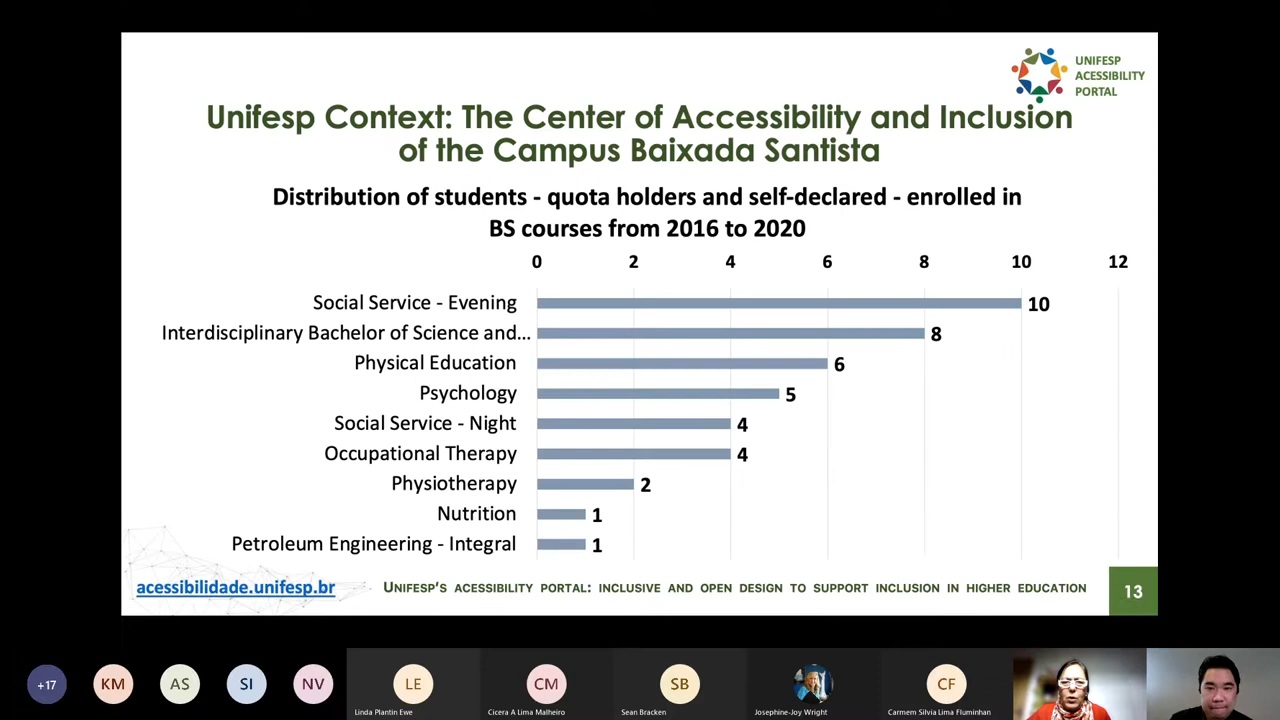 UNIFESP
ACESSIBILITY
PORTAL
Unifesp Context: The Center of Accessibility and Inclusion
of the Campus Baixada Santista
Distribution of students - quota holders and self-declared - enrolled in
BS courses from 2016 to 2020
0 2 4 6 8 10 12
Social Service - Evening 10
Interdisciplinary Bachelor of Science and... 8
Physical Education 6
Psychology 5
Social Service - Night 4
Occupational Therapy 4
Physiotherapy 2
Nutrition 1
Petroleum Engineering - Integral 1
acessibilidade.unifesp.br UNIFESP'S ACESSIBILITY PORTAL: INCLUSIVE AND OPEN DESIGN TO SUPPORT INCLUSION IN HIGHER EDUCATION 13
+17 KM AS SI NV LE CM SB CF
Linda Plantin Ewe Cicera A Lima Malheiro Sean Bracken Josephine-Joy Wright Carmem Silvia Lima Fluminhan